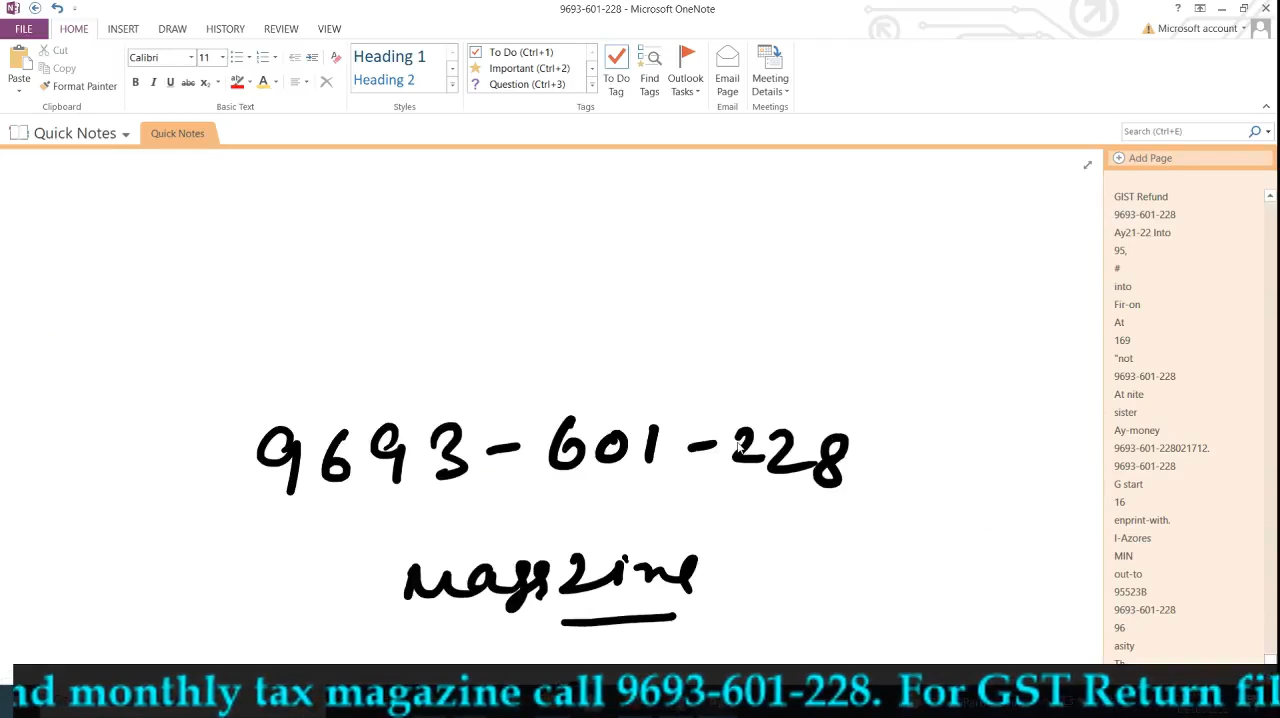 9693-601-228 - Microsoft OneNote
FILE HOME INSERT DRAW HISTORY REVIEW VIEW Microsoft account
Paste
Cut
Copy
Format Painter
Clipboard
Calibri 11
B I U abc X₂ A
Basic Text
Heading 1
Heading 2
Styles
To Do (Ctrl+1)
Important (Ctrl+2)
Question (Ctrl+3)
To Do Tag
Find Tags
Tags
Outlook Tasks
Email Page
Email
Meeting Details
Meetings
Quick Notes
Quick Notes
Search (Ctrl+E)
Add Page
GIST Refund
9693-601-228
Ay21-22 Into
95,
#
into
Fir-on
At
169
"not
9693-601-228
At nite
sister
Ay-money
9693-601-228021712.
9693-601-228
G start
16
enprint-with.
I-Azores
MIN
out-to
95523B
9693-601-228
96
asity
9693-601-228
nd monthly tax magazine call 9693-601-228. For GST Return fil